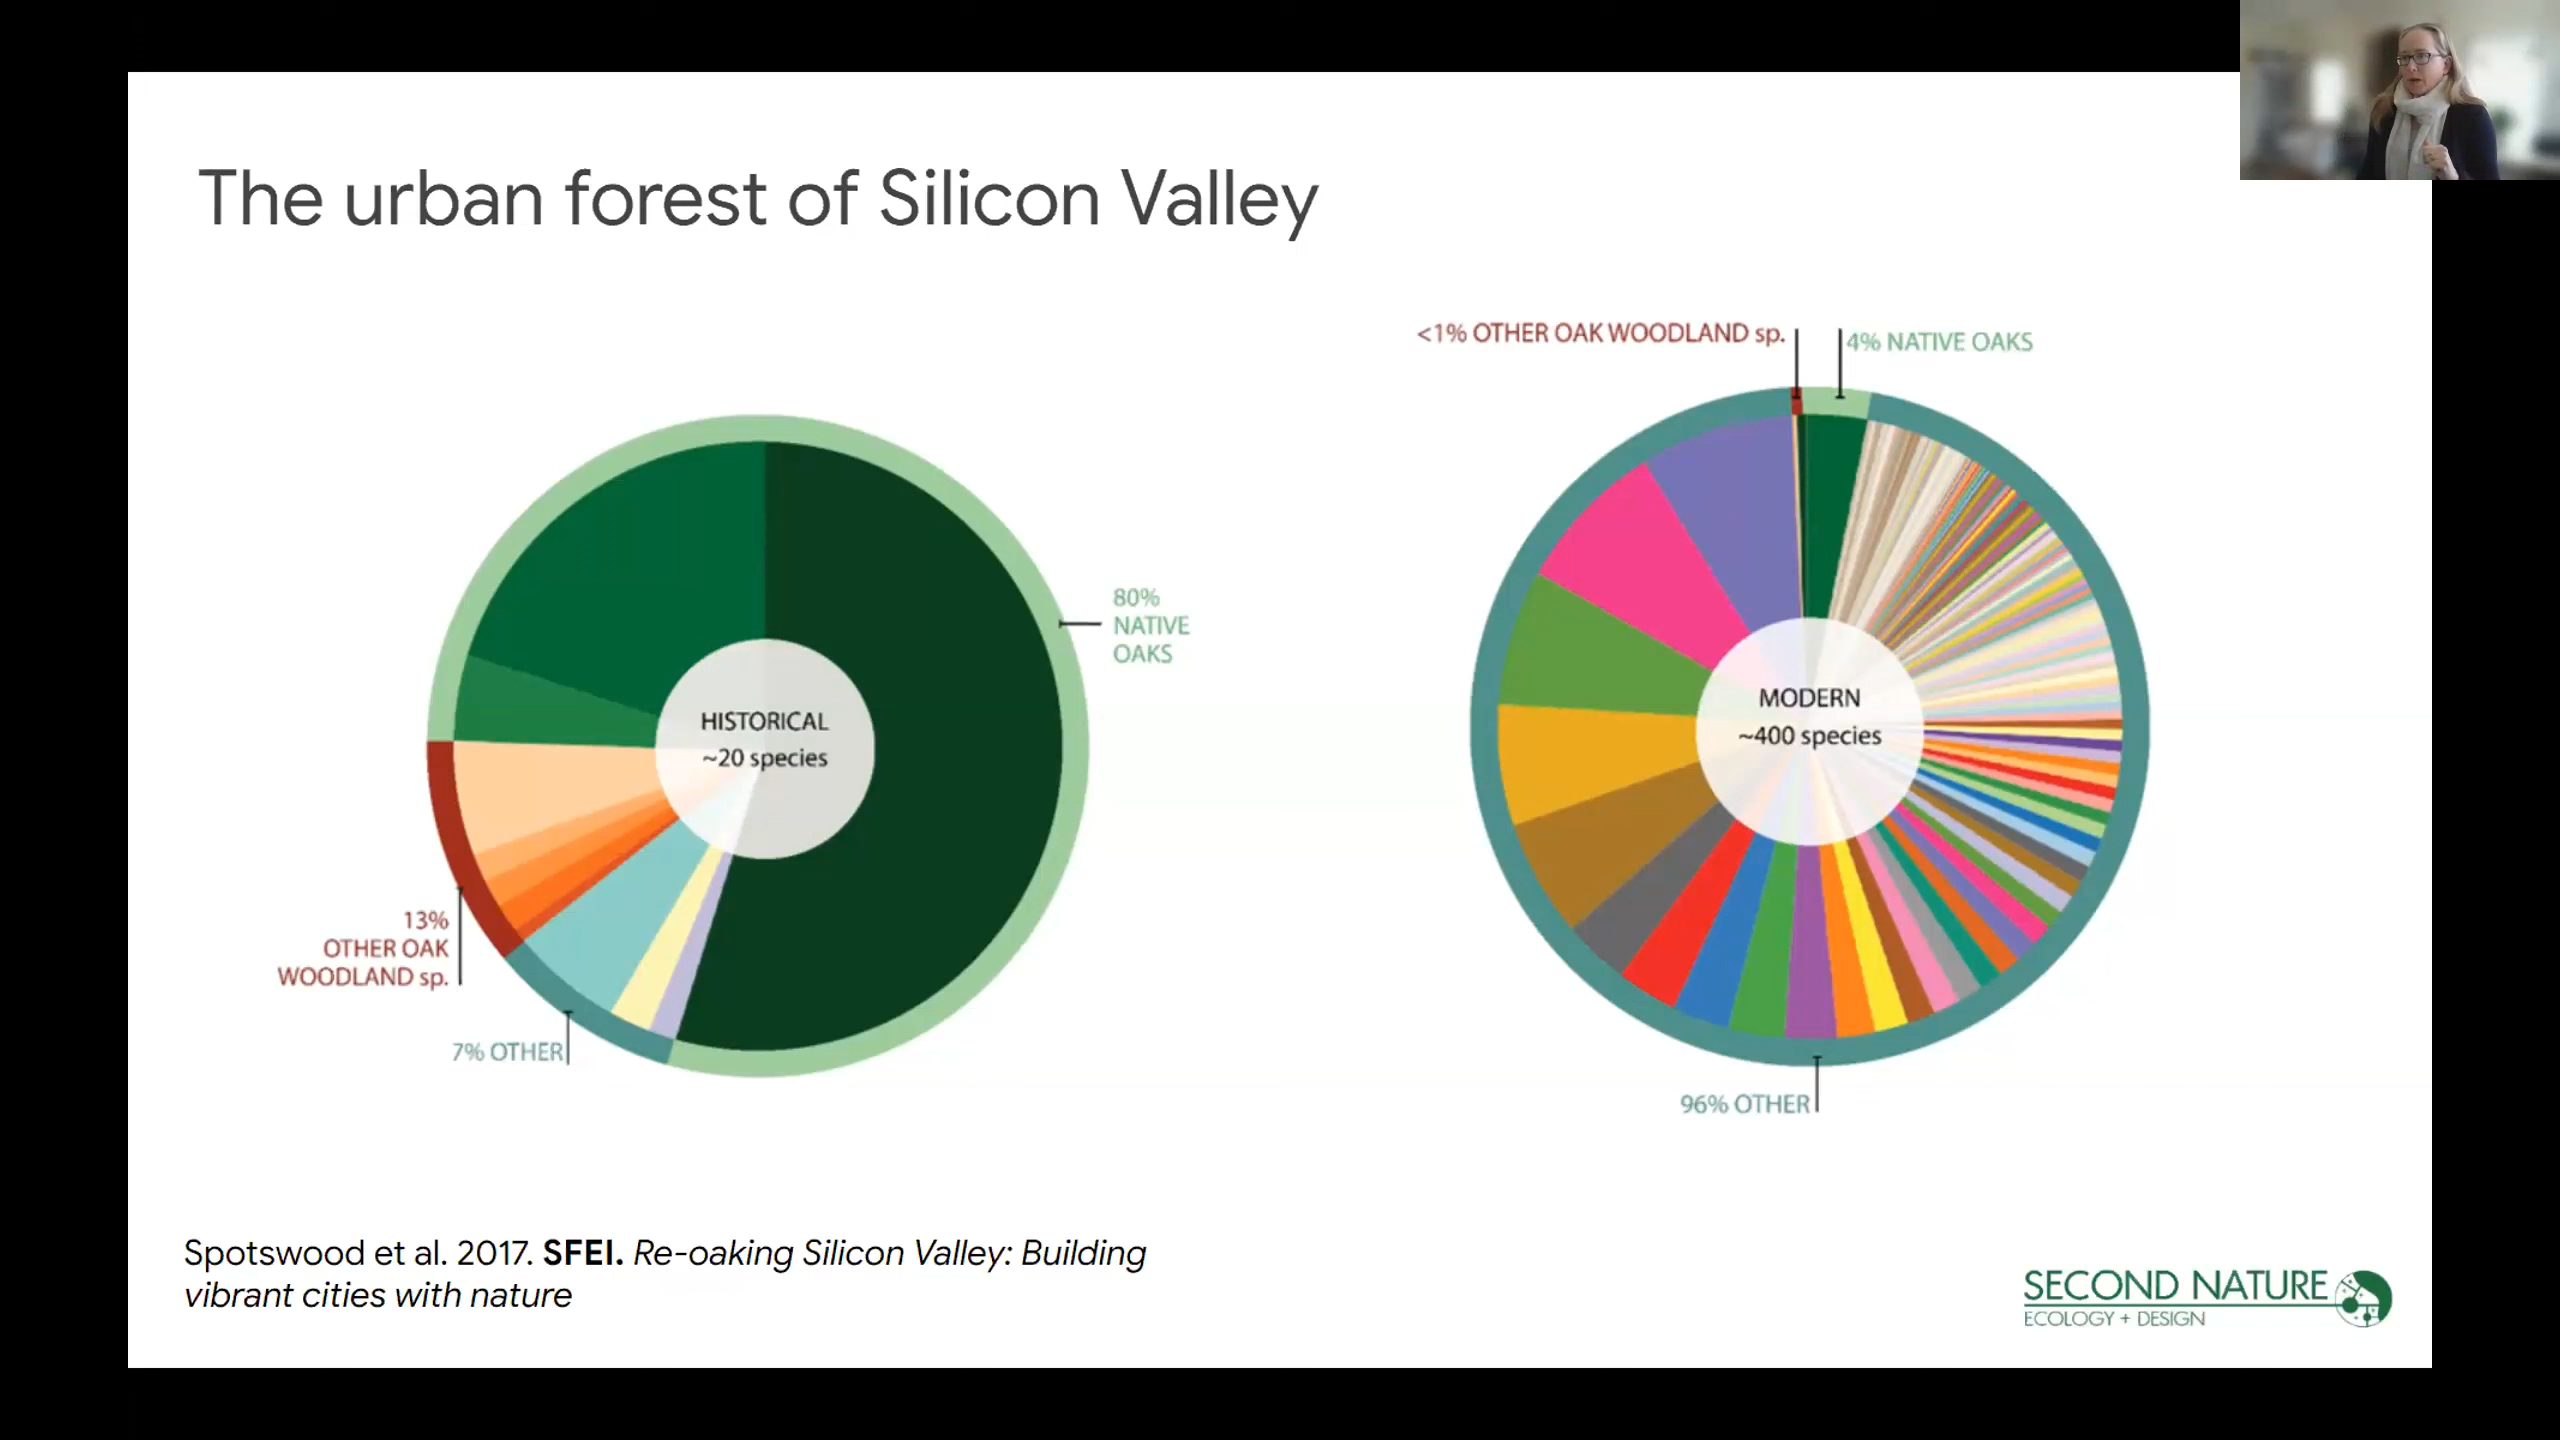 The urban forest of Silicon Valley
<1% OTHER OAK WOODLAND sp.
4% NATIVE OAKS
80%
NATIVE
OAKS
HISTORICAL
~20 species
MODERN
~400 species
13%
OTHER OAK
WOODLAND sp.
7% OTHER
96% OTHER
Spotswood et al. 2017. SFEI. Re-oaking Silicon Valley: Building
vibrant cities with nature
SECOND NATURE
ECOLOGY + DESIGN